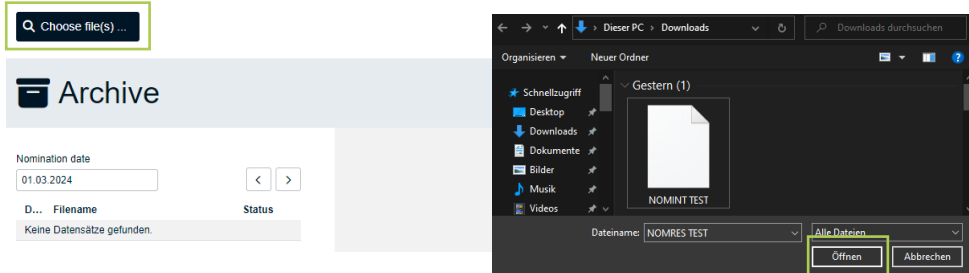 Choose file(s) ...
Archive
Nomination date
01.03.2024
D... Filename Status
Keine Datensätze gefunden.
Dieser PC Downloads
Downloads durchsuchen
Organisieren Neuer Ordner
Schnellzugriff
Desktop
Downloads
Dokumente
Bilder
Musik
Videos
Gestern (1)
NOMINT TEST
Dateiname: NOMRES TEST
Alle Dateien
Öffnen Abbrechen